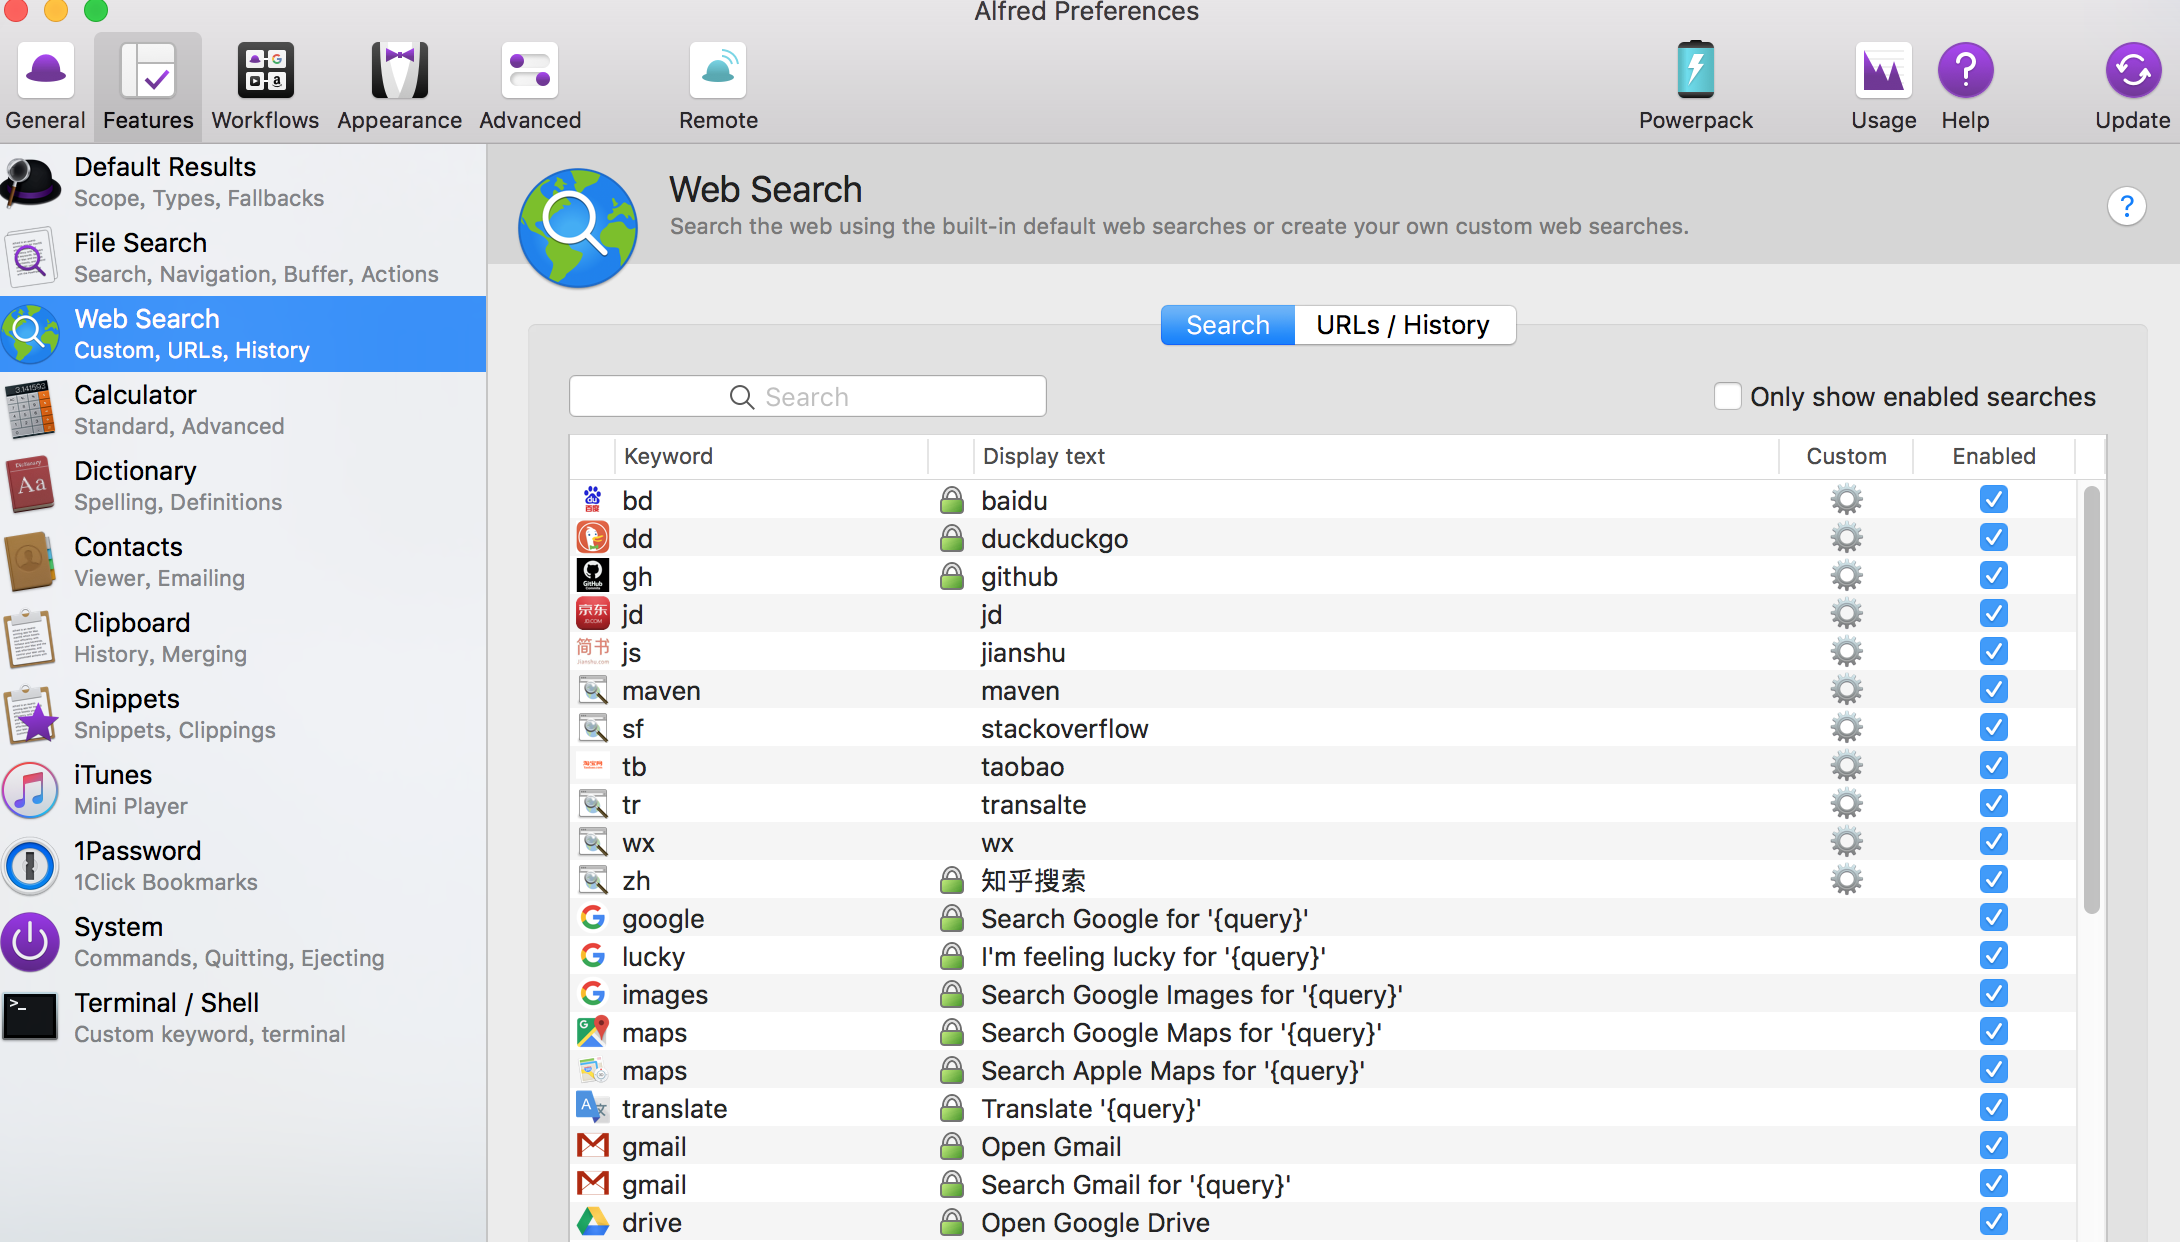 Alfred Preferences
General
Features
Workflows
Appearance
Advanced
Remote
Powerpack
Usage
Help
Update
Default Results
Scope, Types, Fallbacks
File Search
Search, Navigation, Buffer, Actions
Web Search
Custom, URLs, History
Calculator
Standard, Advanced
Dictionary
Spelling, Definitions
Contacts
Viewer, Emailing
Clipboard
History, Merging
Snippets
Snippets, Clippings
iTunes
Mini Player
1Password
1Click Bookmarks
System
Commands, Quitting, Ejecting
Terminal / Shell
Custom keyword, terminal
Web Search
Search the web using the built-in default web searches or create your own custom web searches.
?
Search
URLs / History
Search
Only show enabled searches
Keyword Display text Custom Enabled
bd baidu
dd duckduckgo
gh github
jd jd
js jianshu
maven maven
sf stackoverflow
tb taobao
tr transalte
wx wx
zh 知乎搜索
google Search Google for '{query}'
lucky I'm feeling lucky for '{query}'
images Search Google Images for '{query}'
maps Search Google Maps for '{query}'
maps Search Apple Maps for '{query}'
translate Translate '{query}'
gmail Open Gmail
gmail Search Gmail for '{query}'
drive Open Google Drive